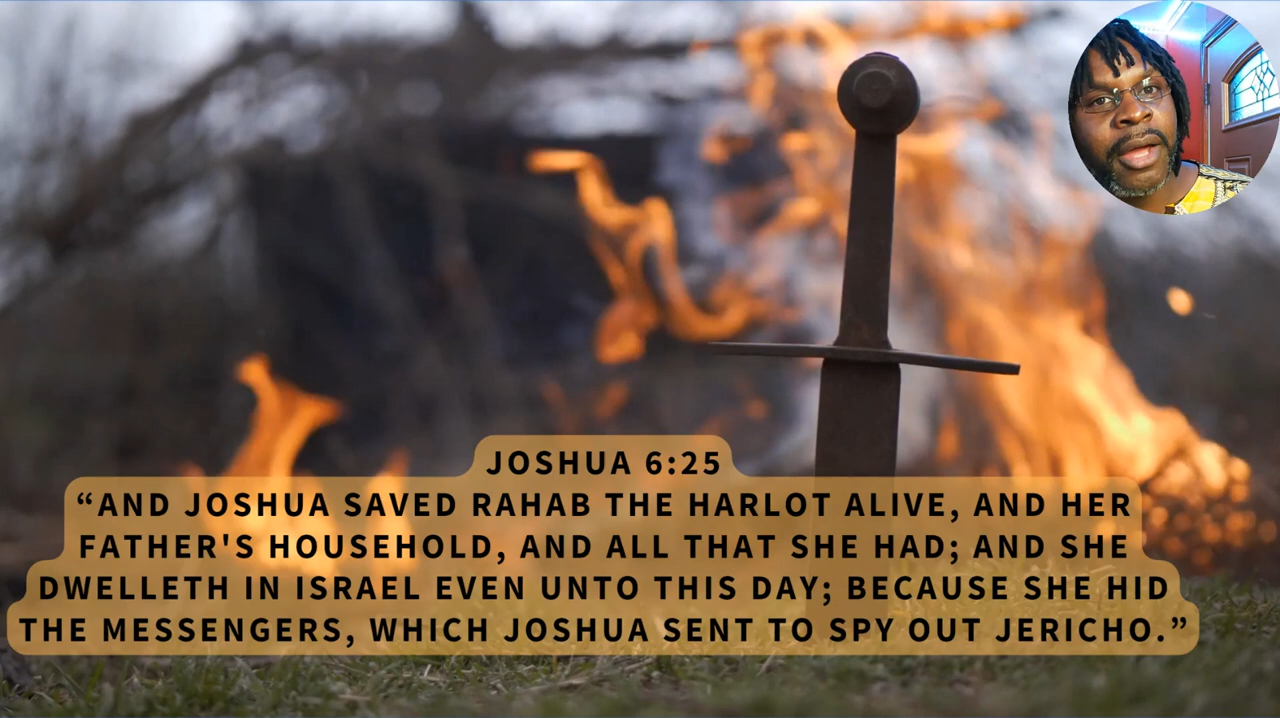 JOSHUA 6:25
“AND JOSHUA SAVED RAHAB THE HARLOT ALIVE, AND HER
FATHER'S HOUSEHOLD, AND ALL THAT SHE HAD; AND SHE
DWELLETH IN ISRAEL EVEN UNTO THIS DAY; BECAUSE SHE HID
THE MESSENGERS, WHICH JOSHUA SENT TO SPY OUT JERICHO.”